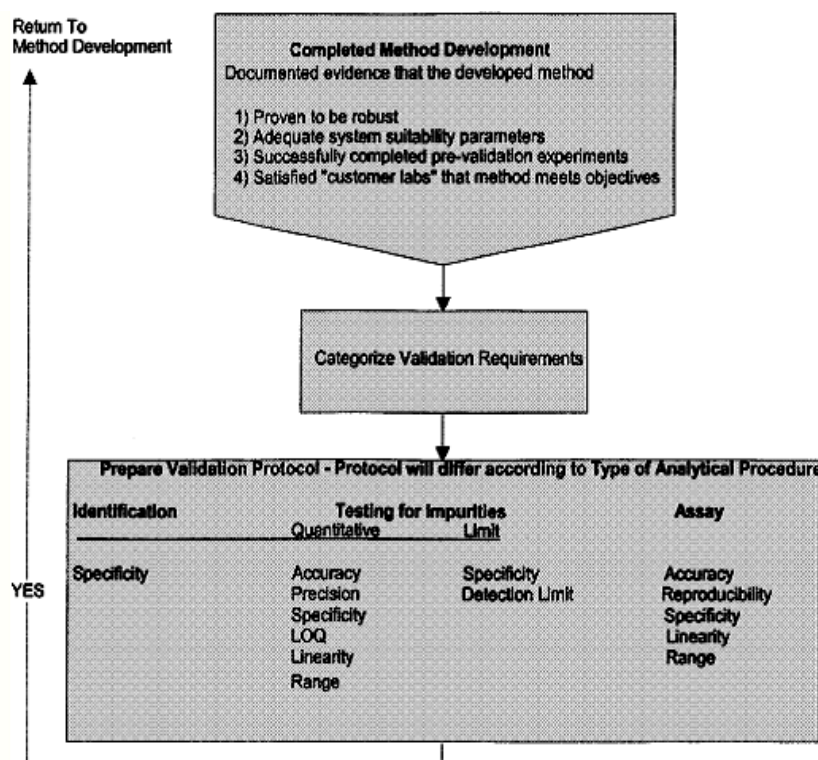 Return To
Method Development
Completed Method Development
Documented evidence that the developed method
1) Proven to be robust
2) Adequate system suitability parameters
3) Successfully completed pre-validation experiments
4) Satisfied "customer labs" that method meets objectives
Categorize Validation Requirements
Prepare Validation Protocol - Protocol will differ according to Type of Analytical Procedure
Identification Testing for Impurities Assay
Quantitative Limit
Specificity Accuracy Specificity Accuracy
YES Precision Detection Limit Reproducibility
Specificity Specificity
LOQ Linearity
Linearity Range
Range